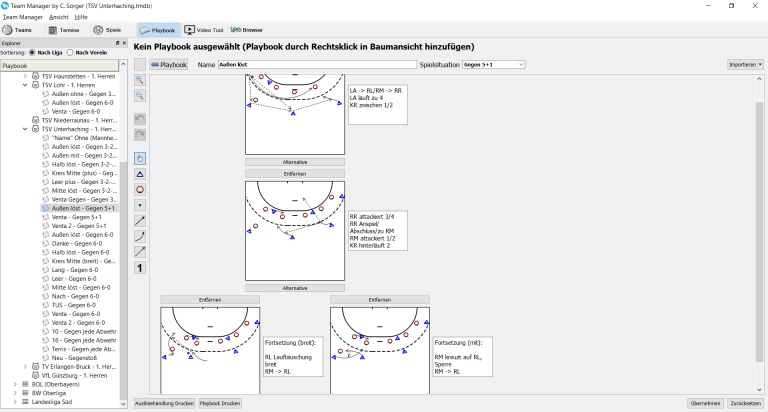 Team Manager by C. Sorger (TSV Unterhaching.tmdb)
Team Manager Ansicht Hilfe
Teams Termine Spiele Playbook Video Tool Browser
Explorer
Sortierung: Nach Liga Nach Verein
Playbook
TSV Haunstetten - 1. Herren
TSV Lohr - 1. Herren
Außen ohne - Gegen 3...
Außen löst - Gegen 6-0
Venta - Gegen 6-0
TSV Niederraunau - 1. Herr...
TSV Unterhaching - 1. Herr...
"Name" Ohne (Mannhe...
Außen löst - Gegen 3-2...
Außen mit - Gegen 3-2...
Halb löst - Gegen 3-2-...
Kreis Mitte (plus) - Geg...
Leer plus - Gegen 3-2-...
Mitte löst - Gegen 3-2-...
Venta Gegen - Gegen 3...
Außen löst - Gegen 5+1
Venta - Gegen 5+1
Venta 2 - Gegen 5+1
Außen löst - Gegen 6-0
Danke - Gegen 6-0
Halb löst - Gegen 6-0
Kreis Mitte (breit) - Ge...
Lang - Gegen 6-0
Leer - Gegen 6-0
Mitte löst - Gegen 6-0
Nach - Gegen 6-0
TUS - Gegen 6-0
Venta - Gegen 6-0
Venta 2 - Gegen 6-0
10 - Gegen jede Abwehr
16 - Gegen jede Abwehr
Terris - Gegen jede Ab...
Neu - Gegenstoß
TV Erlangen-Bruck - 1. Her...
VfL Günzburg - 1. Herren
BOL (Oberbayern)
BW Oberliga
Landesliga Süd
Kein Playbook ausgewählt (Playbook durch Rechtsklick in Baumansicht hinzufügen)
Playbook Name Außen löst Spielsituation Gegen 5+1 Importieren
1
LA -> RL/RM -> RR
LA läuft zu 4
KR zwischen 1/2
Alternative
Entfernen
RR attackiert 3/4
RR Anspiel/
Abschluss/zu RM
RM attackiert 1/2
KR hinterläuft 2
Alternative
Entfernen
Fortsetzung (breit):
RL Lauftäuschung
breit
RM -> RL
Entfernen
Fortsetzung (mit):
RM kreuzt auf RL,
Sperre
RM -> RL
Auslösehandlung Drucken Playbook Drucken Übernehmen Zurücksetzen